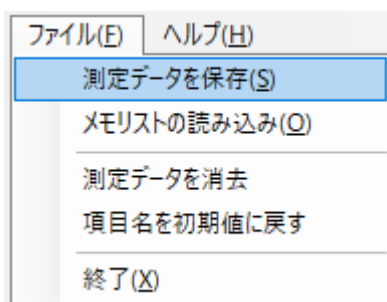 ファイル(F) ヘルプ(H)
測定データを保存(S)
メモリストの読み込み(O)
測定データを消去
項目名を初期値に戻す
終了(X)